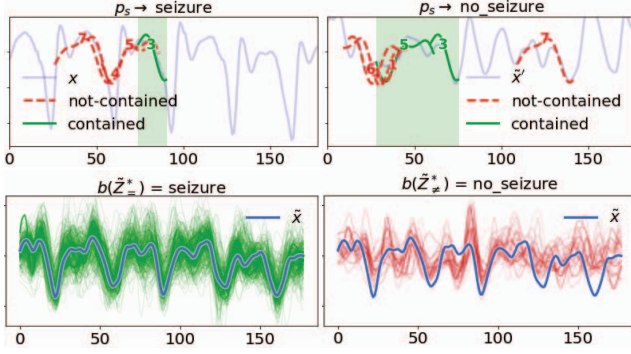 p_s → seizure
7
4
5
3
x
not-contained
contained
0 50 100 150
p_s → no_seizure
6
1
5
3
7
x̃'
not-contained
contained
0 50 100 150
b(Z̃*_=) = seizure
x̃
0 50 100 150
b(Z̃*_≠) = no_seizure
x̃
0 50 100 150